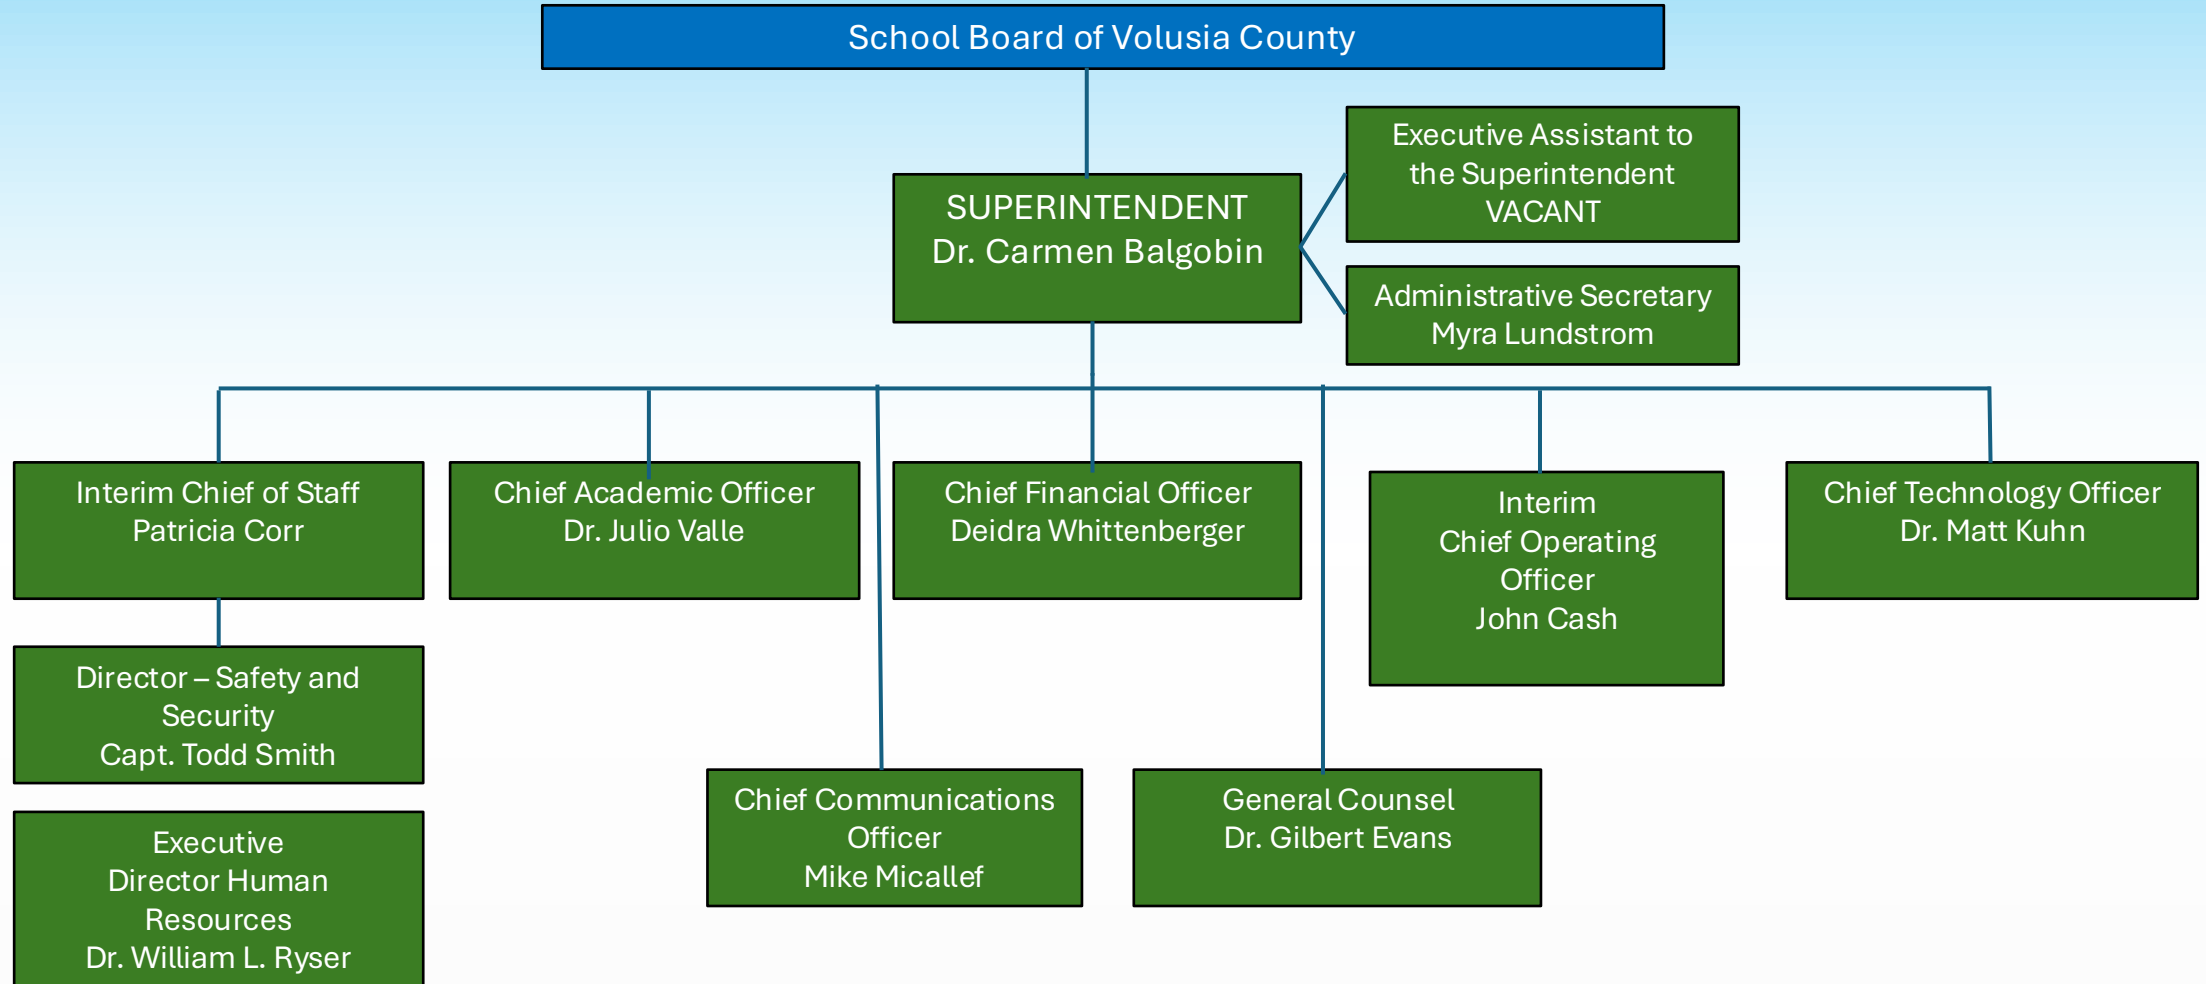 School Board of Volusia County
Executive Assistant to
the Superintendent
VACANT
SUPERINTENDENT
Dr. Carmen Balgobin
Administrative Secretary
Myra Lundstrom
Interim Chief of Staff
Patricia Corr
Chief Academic Officer
Dr. Julio Valle
Chief Financial Officer
Deidra Whittenberger
Interim
Chief Operating
Officer
John Cash
Chief Technology Officer
Dr. Matt Kuhn
Director – Safety and
Security
Capt. Todd Smith
Chief Communications
Officer
Mike Micallef
General Counsel
Dr. Gilbert Evans
Executive
Director Human
Resources
Dr. William L. Ryser